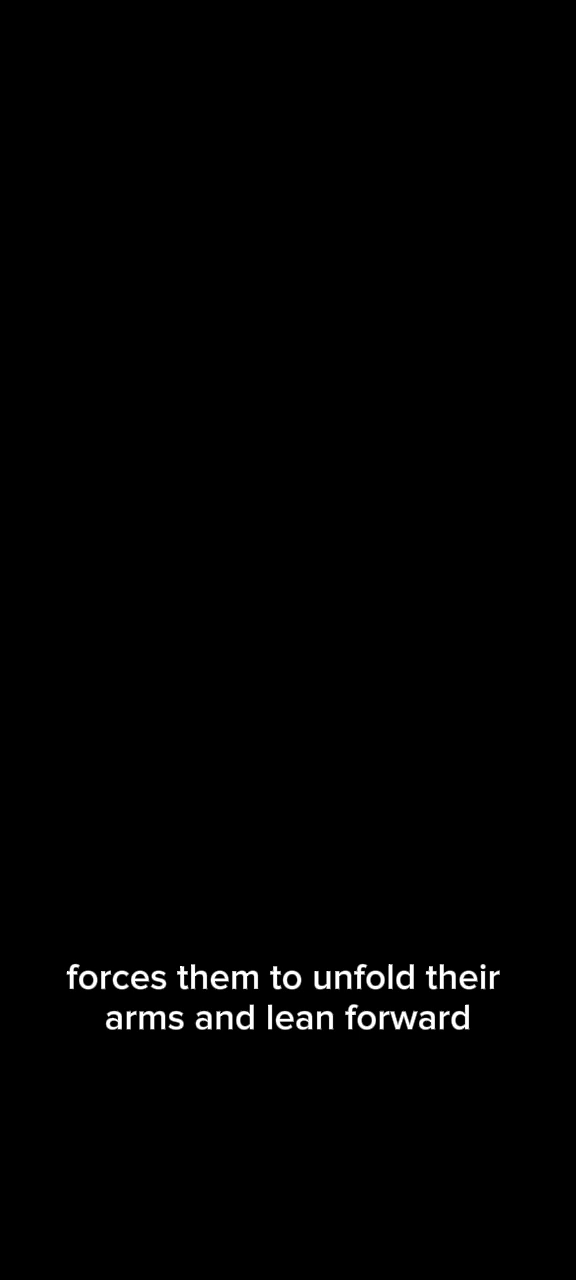 forces them to unfold their
arms and lean forward